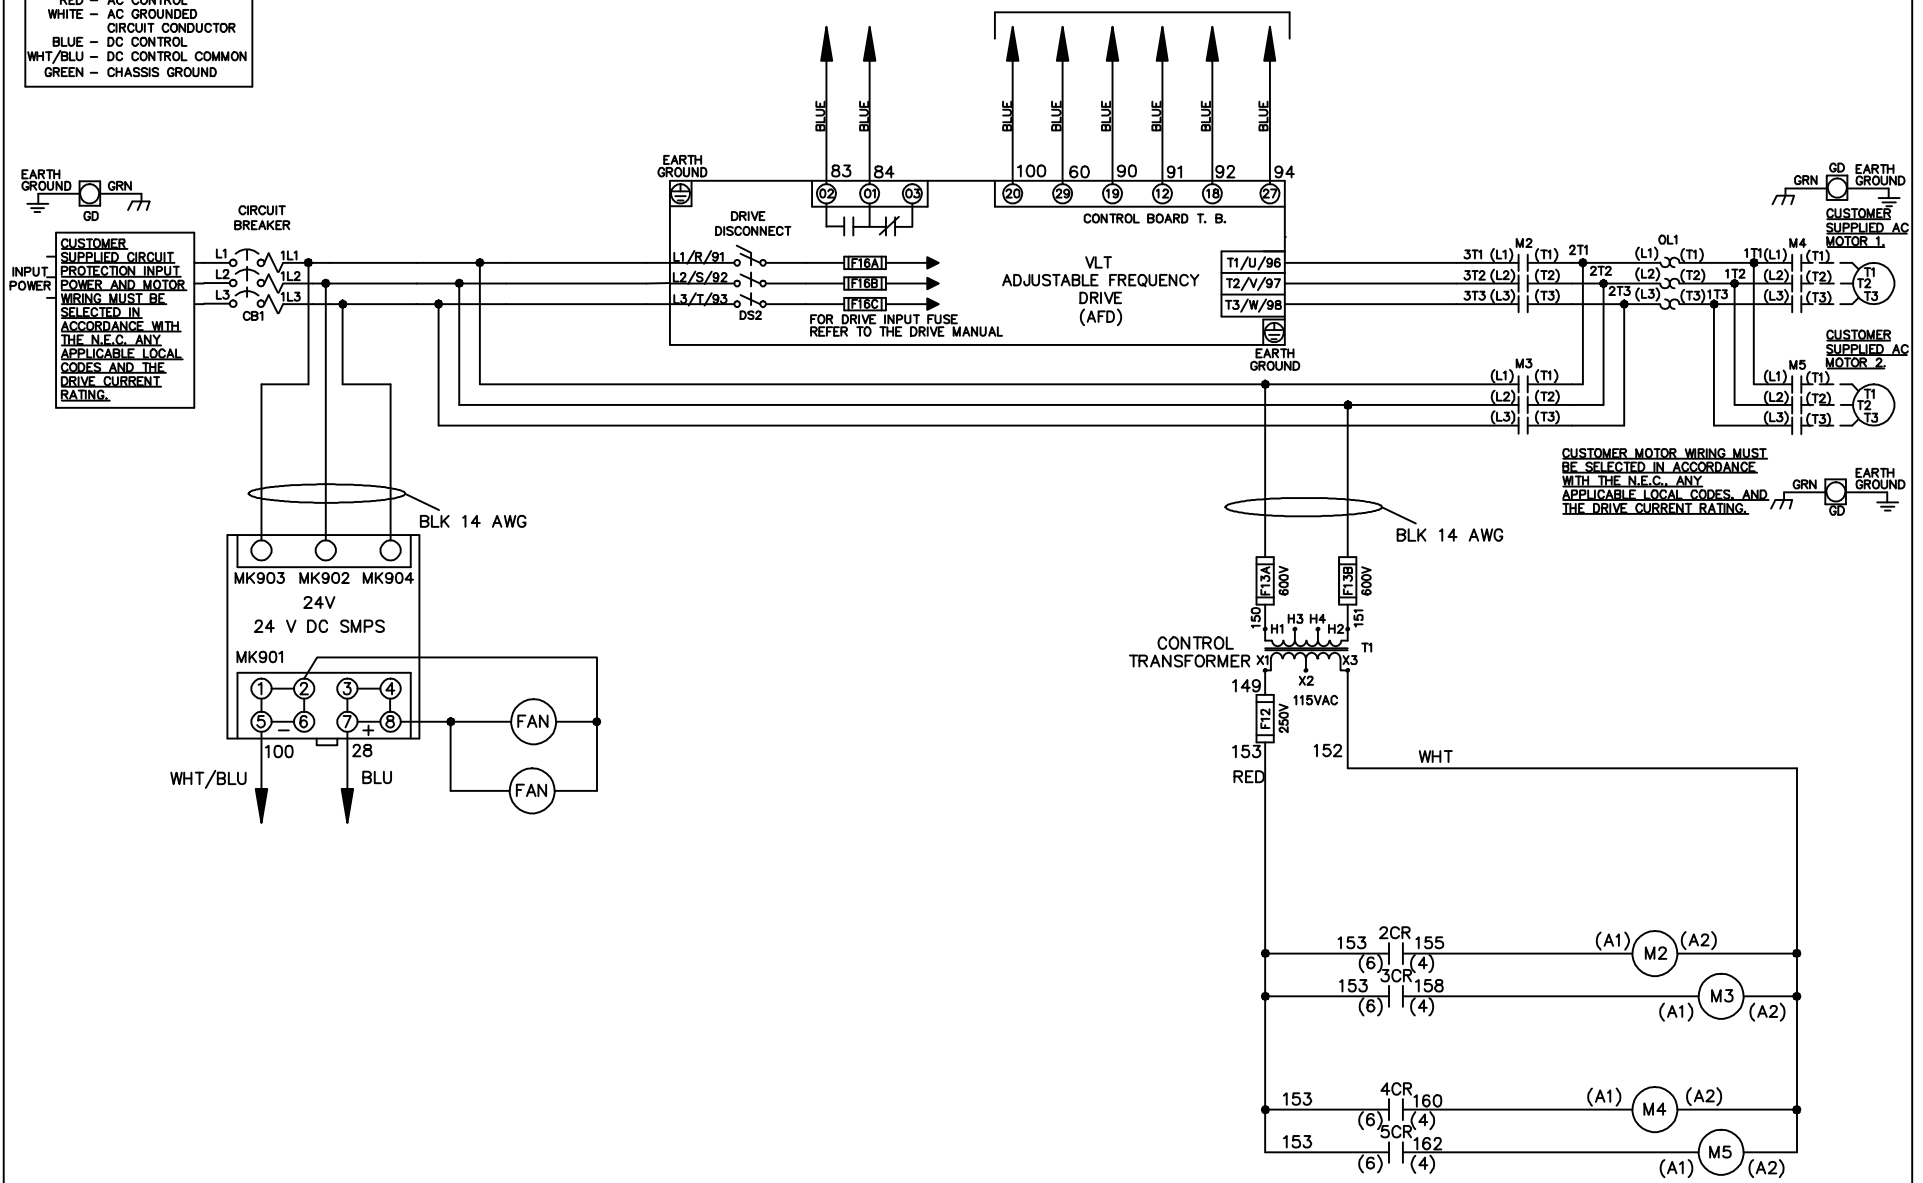 RED – AC CONTROL
WHITE – AC GROUNDED
CIRCUIT CONDUCTOR
BLUE – DC CONTROL
WHT/BLU – DC CONTROL COMMON
GREEN – CHASSIS GROUND
BLUE
BLUE
BLUE
BLUE
BLUE
BLUE
BLUE
BLUE
EARTH
GROUND
GRN
GD
CIRCUIT
BREAKER
L1
L2
L3
1L1
1L2
1L3
CB1
INPUT
POWER
CUSTOMER
SUPPLIED CIRCUIT
PROTECTION INPUT
POWER AND MOTOR
WIRING MUST BE
SELECTED IN
ACCORDANCE WITH
THE N.E.C. ANY
APPLICABLE LOCAL
CODES AND THE
DRIVE CURRENT
RATING.
EARTH
GROUND
83 84
02 01 03
100 60 90 91 92 94
20 29 19 12 18 27
CONTROL BOARD T. B.
DRIVE
DISCONNECT
L1/R/91
L2/S/92
L3/T/93
DS2
F16A
F16B
F16C
FOR DRIVE INPUT FUSE
REFER TO THE DRIVE MANUAL
VLT
ADJUSTABLE FREQUENCY
DRIVE
(AFD)
T1/U/96
T2/V/97
T3/W/98
EARTH
GROUND
M2
3T1 (L1) (T1) 2T1
3T2 (L2) (T2) 2T2
3T3 (L3) (T3) 2T3
OL1
(L1) (T1) 1T1
(L2) (T2) 1T2
(L3) (T3) 1T3
M4
(L1) (T1)
(L2) (T2)
(L3) (T3)
T1
T2
T3
GRN
GD
EARTH
GROUND
CUSTOMER
SUPPLIED AC
MOTOR 1.
M3
(L1) (T1)
(L2) (T2)
(L3) (T3)
CUSTOMER
SUPPLIED AC
MOTOR 2.
M5
(L1) (T1)
(L2) (T2)
(L3) (T3)
T1
T2
T3
CUSTOMER MOTOR WIRING MUST
BE SELECTED IN ACCORDANCE
WITH THE N.E.C., ANY
APPLICABLE LOCAL CODES, AND
THE DRIVE CURRENT RATING.
GRN
GD
EARTH
GROUND
BLK 14 AWG
MK903 MK902 MK904
24V
24 V DC SMPS
MK901
1 2 3 4
5 6 7 8
– +
100
28
WHT/BLU
BLU
FAN
FAN
BLK 14 AWG
F13A
600V
F13B
600V
150
151
H1 H3 H4 H2
CONTROL
TRANSFORMER
T1
X1 X3
X2
149
115VAC
F12
250V
153
RED
152
WHT
2CR
153 155
(6) (4)
(A1) M2 (A2)
3CR
153 158
(6) (4)
(A1) M3 (A2)
4CR
153 160
(6) (4)
(A1) M4 (A2)
5CR
153 162
(6) (4)
(A1) M5 (A2)